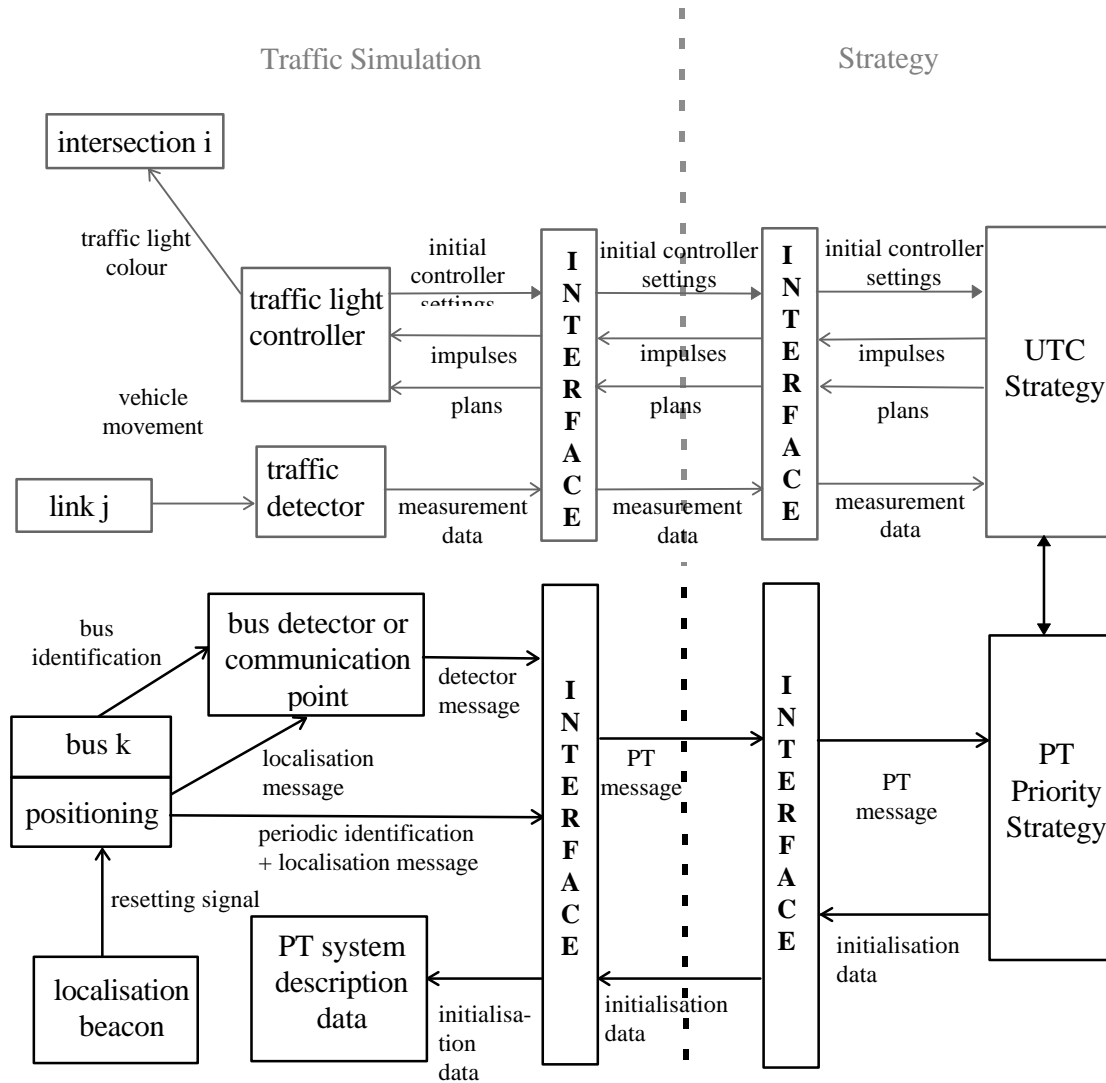 Traffic Simulation
Strategy
intersection i
traffic light
colour
initial
controller
settings
initial controller
settings
initial controller
settings
traffic light
controller
impulses
impulses
impulses
plans
plans
plans
INTERFACE
INTERFACE
UTC
Strategy
vehicle
movement
link j
traffic
detector
measurement
data
measurement
data
measurement
data
bus
identification
bus detector or
communication
point
detector
message
bus k
positioning
localisation
message
periodic identification
+ localisation message
INTERFACE
PT
message
INTERFACE
PT
message
PT
Priority
Strategy
resetting signal
localisation
beacon
PT system
description
data
initialisa-
tion
data
initialisation
data
initialisation
data